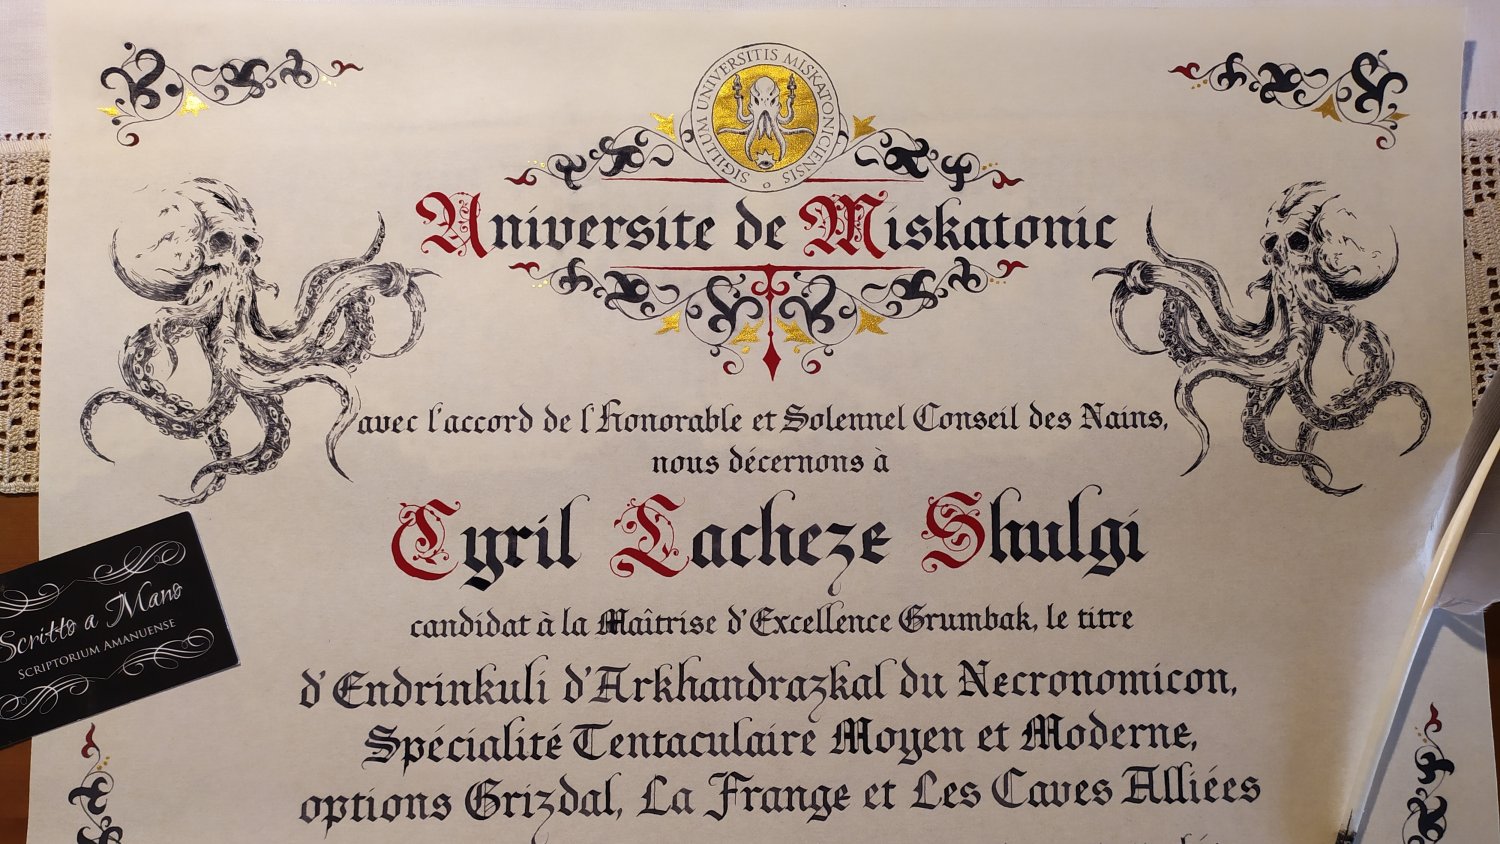 SIGILLUM UNIVERSITIS MISKATONICIENSIS
Universite de Miskatonic
avec l'accord de l'Honorable et Solennel Conseil des Nains,
nous décernons à
Cyril Lacheze Shulgi
candidat à la Maîtrise d'Excellence Grumbak, le titre
d'Endrinkuli d'Arkhandrazkal du Necronomicon,
Spécialité Tentaculaire Moyen et Moderne,
options Grizdal, La Frange et Les Caves Alliées
Scritto a Mano
SCRIPTORIUM AMANUENSE